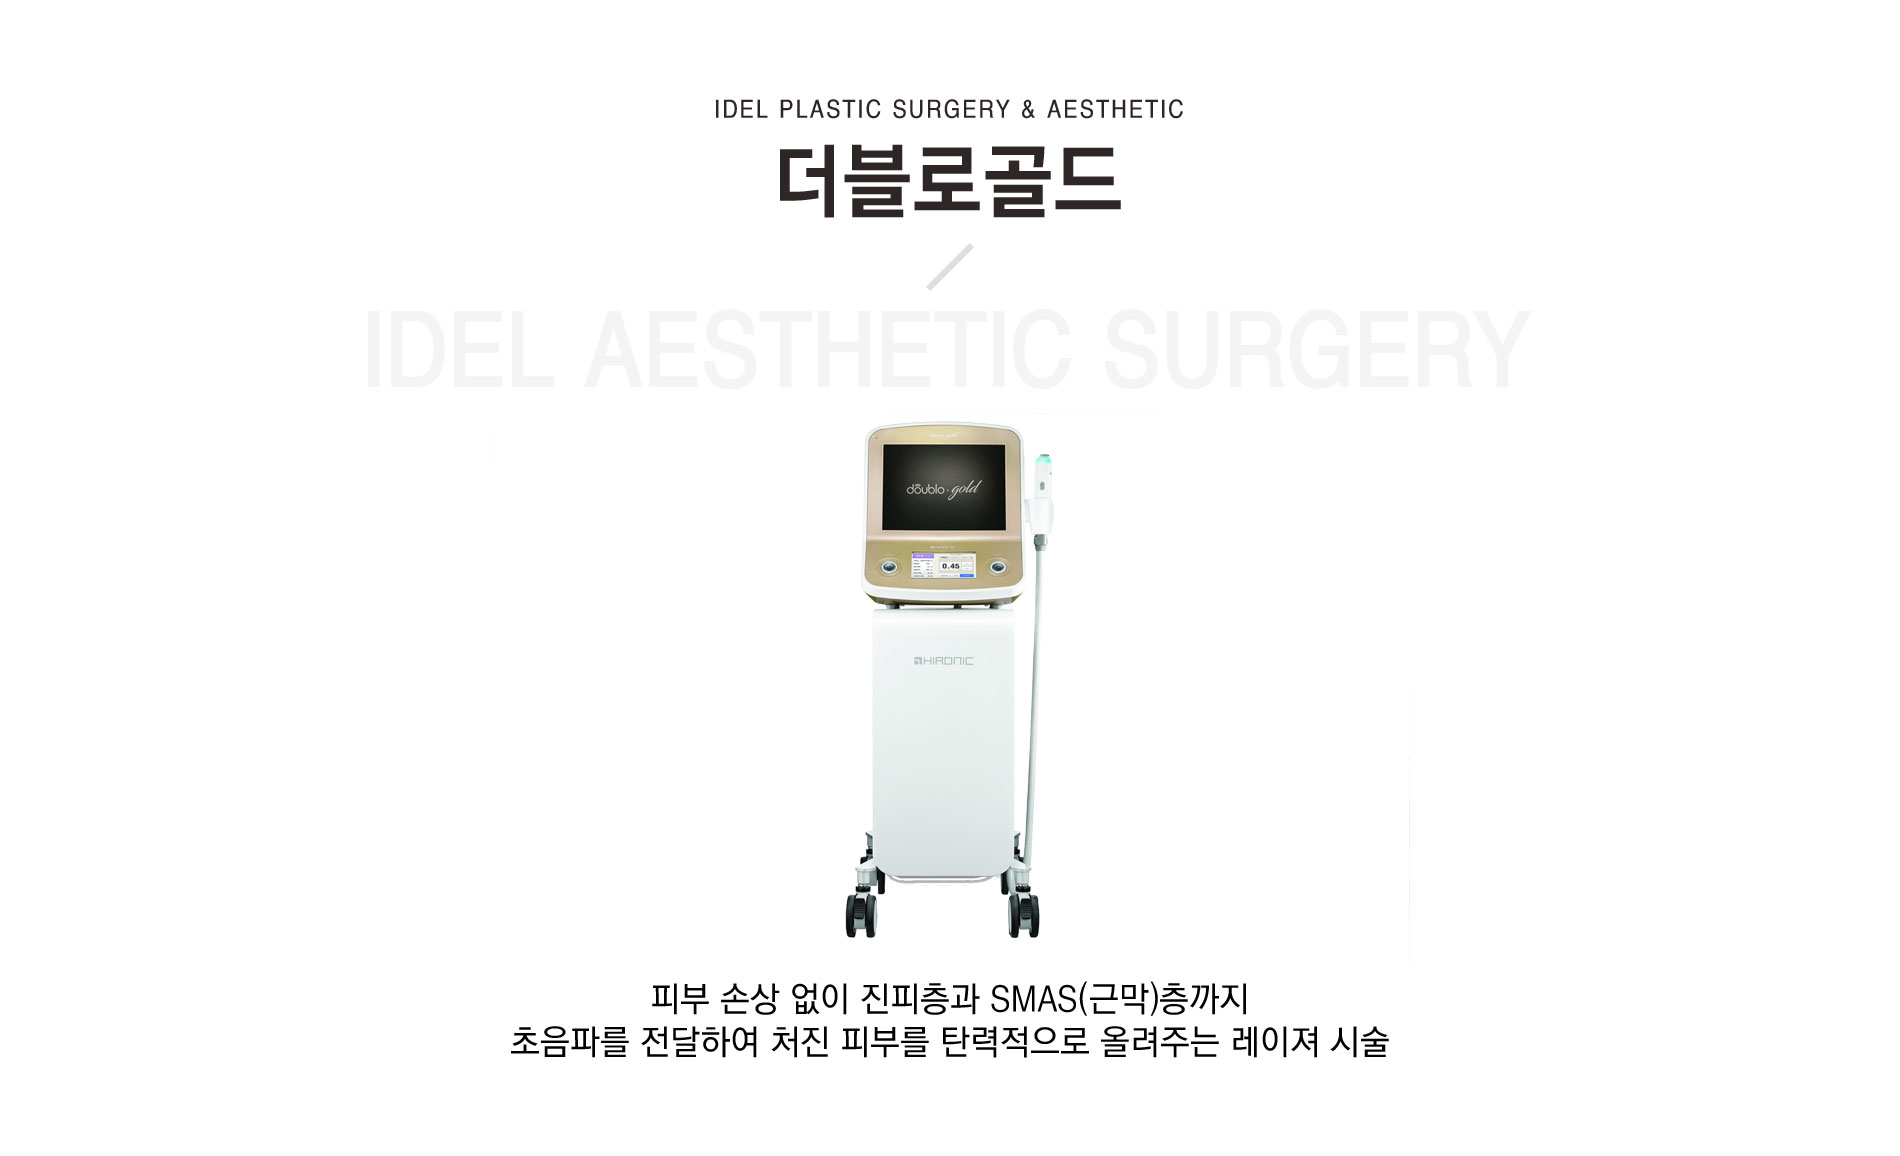 IDEL PLASTIC SURGERY & AESTHETIC
더블로골드
IDEL AESTHETIC SURGERY
doublo·gold
0.45
HIRONIC
피부 손상 없이 진피층과 SMAS(근막)층까지
초음파를 전달하여 처진 피부를 탄력적으로 올려주는 레이져 시술